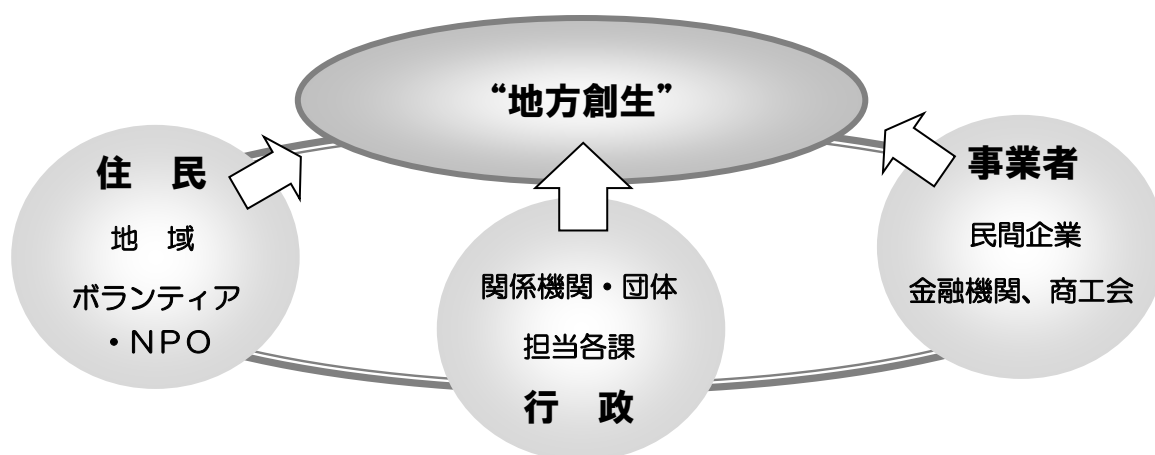 “地方創生”
住　民
地　域
ボランティア
・NPO
関係機関・団体
担当各課
行　政
事業者
民間企業
金融機関、商工会